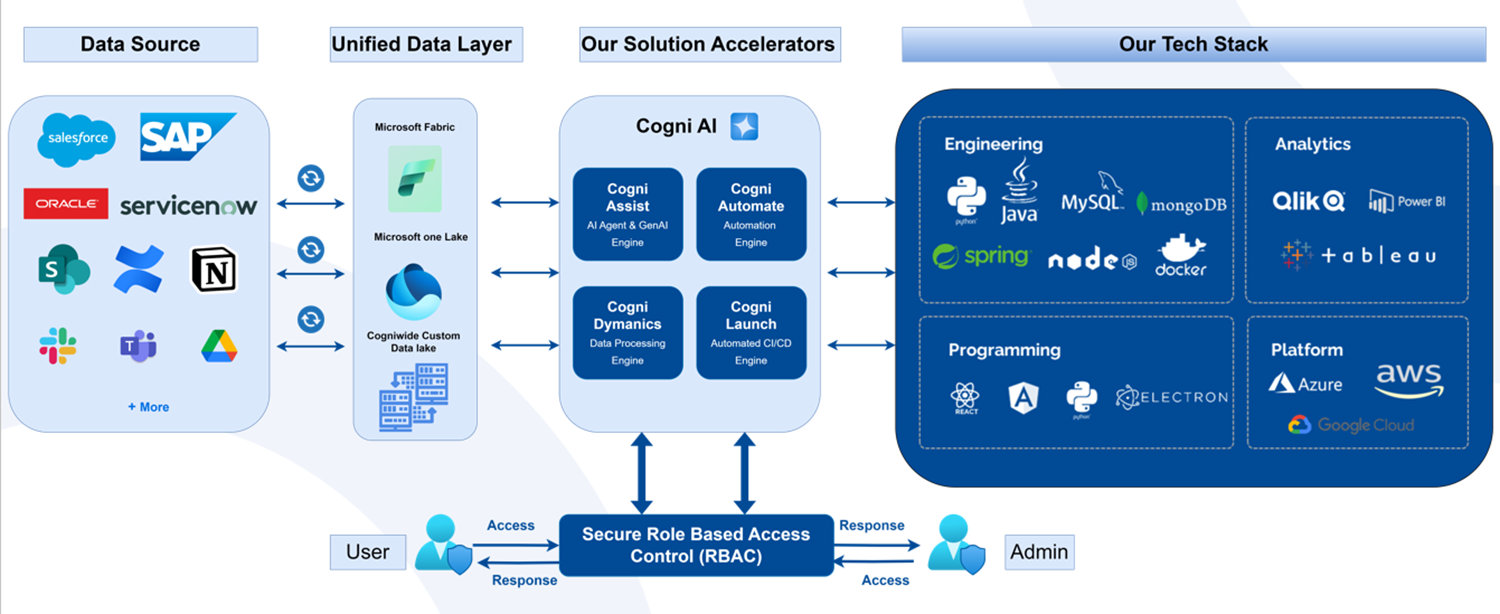 Data Source
Unified Data Layer
Our Solution Accelerators
Our Tech Stack
salesforce
SAP
ORACLE
servicenow
S
N
T
+ More
Microsoft Fabric
Microsoft one Lake
Cogniwide Custom
Data lake
Cogni AI
Cogni
Assist
AI Agent & GenAI
Engine
Cogni
Automate
Automation
Engine
Cogni
Dymanics
Data Processing
Engine
Cogni
Launch
Automated CI/CD
Engine
Engineering
python
Java
MySQL
mongoDB
spring
node JS
docker
Analytics
Qlik
Power BI
+ a b | e a u
Programming
REACT
A
python
ELECTRON
Platform
Azure
aws
Google Cloud
User
Access
Response
Secure Role Based Access
Control (RBAC)
Response
Access
Admin